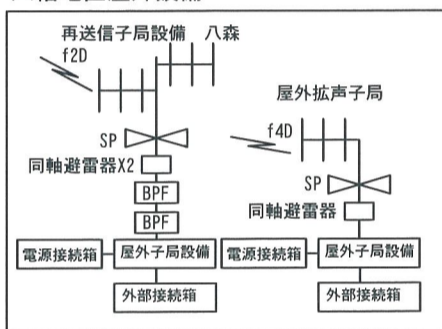 再送信子局設備 八森
f2D
SP
同軸避雷器X2
BPF
BPF
電源接続箱
屋外子局設備
外部接続箱
屋外拡声子局
f4D
SP
同軸避雷器
電源接続箱
屋外子局設備
外部接続箱